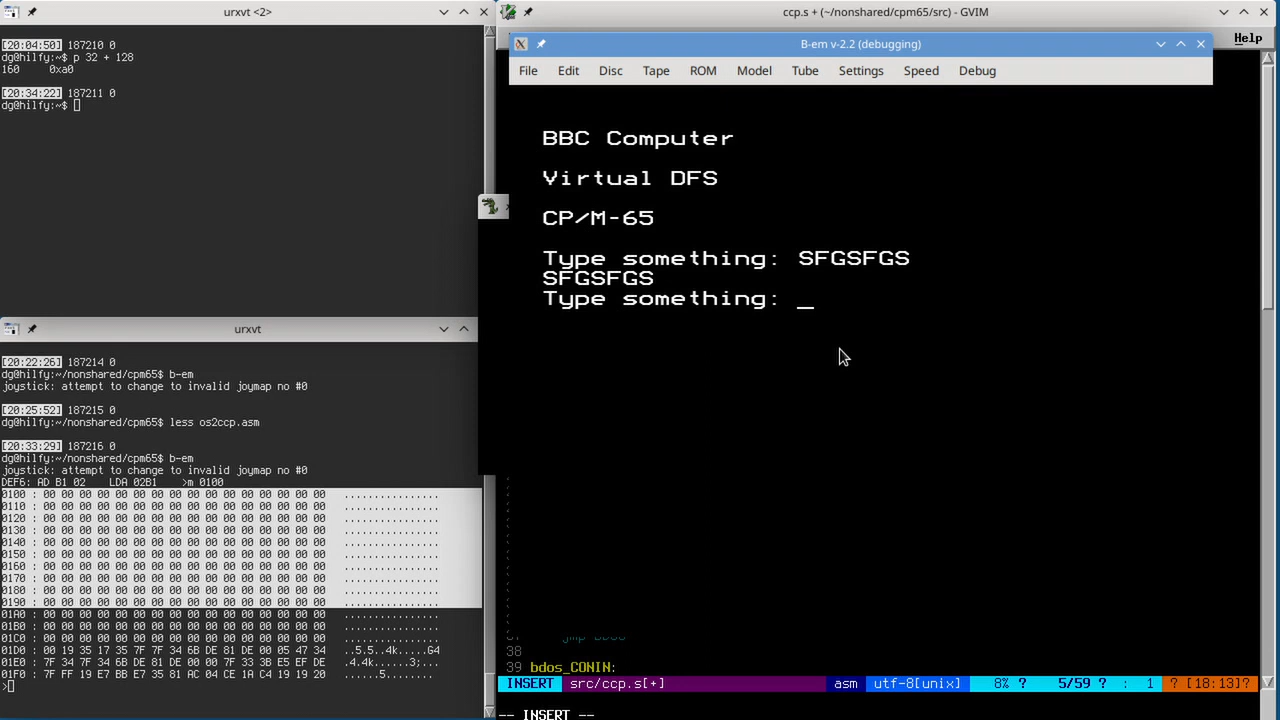 urxvt <2>
[20:04:50] 187210 0
dg@hilfy:~$ p 32 + 128
160     0xa0
[20:34:22] 187211 0
dg@hilfy:~$
urxvt
[20:22:26] 187214 0
dg@hilfy:~/nonshared/cpm65$ b-em
joystick: attempt to change to invalid joymap no #0
[20:25:52] 187215 0
dg@hilfy:~/nonshared/cpm65$ less os2ccp.asm
[20:33:29] 187216 0
dg@hilfy:~/nonshared/cpm65$ b-em
joystick: attempt to change to invalid joymap no #0
DEF6: AD B1 02    LDA 02B1    >m 0100
0100 : 00 00 00 00 00 00 00 00 00 00 00 00 00 00 00 00   ................
0110 : 00 00 00 00 00 00 00 00 00 00 00 00 00 00 00 00   ................
0120 : 00 00 00 00 00 00 00 00 00 00 00 00 00 00 00 00   ................
0130 : 00 00 00 00 00 00 00 00 00 00 00 00 00 00 00 00   ................
0140 : 00 00 00 00 00 00 00 00 00 00 00 00 00 00 00 00   ................
0150 : 00 00 00 00 00 00 00 00 00 00 00 00 00 00 00 00   ................
0160 : 00 00 00 00 00 00 00 00 00 00 00 00 00 00 00 00   ................
0170 : 00 00 00 00 00 00 00 00 00 00 00 00 00 00 00 00   ................
0180 : 00 00 00 00 00 00 00 00 00 00 00 00 00 00 00 00   ................
0190 : 00 00 00 00 00 00 00 00 00 00 00 00 00 00 00 00   ................
01A0 : 00 00 00 00 00 00 00 00 00 00 00 00 00 00 00 00   ................
01B0 : 00 00 00 00 00 00 00 00 00 00 00 00 00 00 00 00   ................
01C0 : 00 00 00 00 00 00 00 00 00 00 00 00 00 00 00 00   ................
01D0 : 00 19 35 17 35 7F 7F 34 6B DE 81 DE 00 05 47 34   ..5.5..4k.....G4
01E0 : 7F 34 7F 34 6B DE 81 DE 00 00 7F 33 3B E5 EF DE   .4.4k......3;...
01F0 : 7F FF 19 E7 BB E7 35 81 AC 04 CE 1A C4 19 19 20   ......5........ 
>
ccp.s + (~/nonshared/cpm65/src) - GVIM
Help
B-em v-2.2 (debugging)
File Edit Disc Tape ROM Model Tube Settings Speed Debug
BBC Computer
Virtual DFS
CP/M-65
Type something: SFGSFGS
SFGSFGS
Type something: _
38
39 bdos_CONIN:
INSERT src/ccp.s[+] asm utf-8[unix] 8% ? 5/59 ? : 1 ? [18:13]?
-- INSERT --